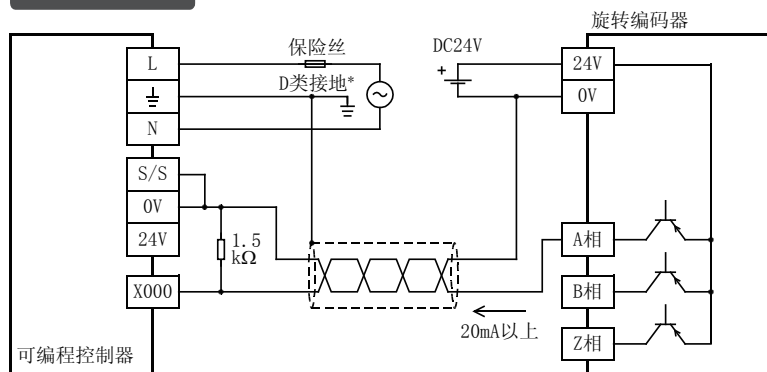 旋转编码器
保险丝
DC24V
L
24V
D类接地*
+
0V
N
S/S
0V
24V
1.5
kΩ
A相
X000
B相
20mA以上
Z相
可编程控制器